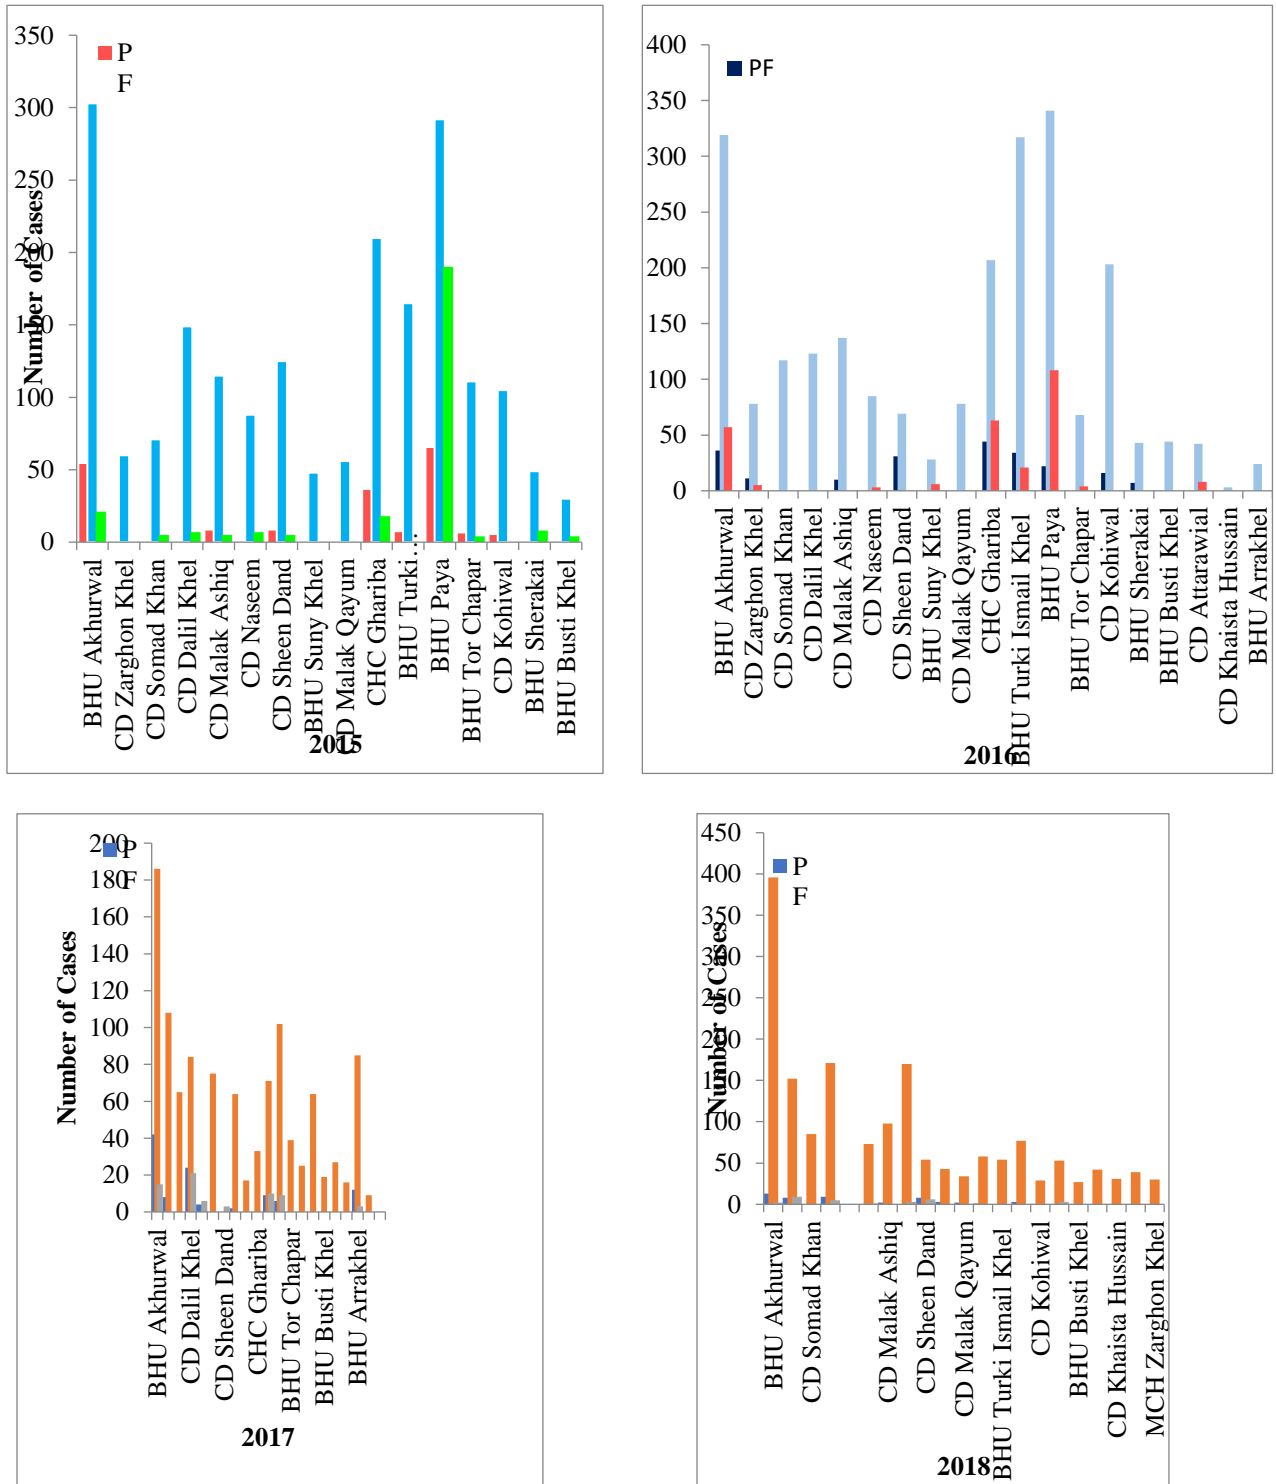 350
300
250
200
150
100
50
0
Number of Cases
P
F
BHU Akhurwal
CD Zarghon Khel
CD Somad Khan
CD Dalil Khel
CD Malak Ashiq
CD Naseem
CD Sheen Dand
BHU Suny Khel
CD Malak Qayum
CHC Ghariba
BHU Turki…
BHU Paya
BHU Tor Chapar
CD Kohiwal
BHU Sherakai
BHU Busti Khel
2015
400
350
300
250
200
150
100
50
0
PF
BHU Akhurwal
CD Zarghon Khel
CD Somad Khan
CD Dalil Khel
CD Malak Ashiq
CD Naseem
CD Sheen Dand
BHU Suny Khel
CD Malak Qayum
CHC Ghariba
BHU Turki Ismail Khel
BHU Paya
BHU Tor Chapar
CD Kohiwal
BHU Sherakai
BHU Busti Khel
CD Attarawial
CD Khaista Hussain
BHU Arrakhel
2016
200
180
160
140
120
100
80
60
40
20
0
Number of Cases
P
F
BHU Akhurwal
CD Dalil Khel
CD Sheen Dand
CHC Ghariba
BHU Tor Chapar
BHU Busti Khel
BHU Arrakhel
2017
450
400
350
300
250
200
150
100
50
0
Number of Cases
P
F
BHU Akhurwal
CD Somad Khan
CD Malak Ashiq
CD Sheen Dand
CD Malak Qayum
BHU Turki Ismail Khel
CD Kohiwal
BHU Busti Khel
CD Khaista Hussain
MCH Zarghon Khel
2018